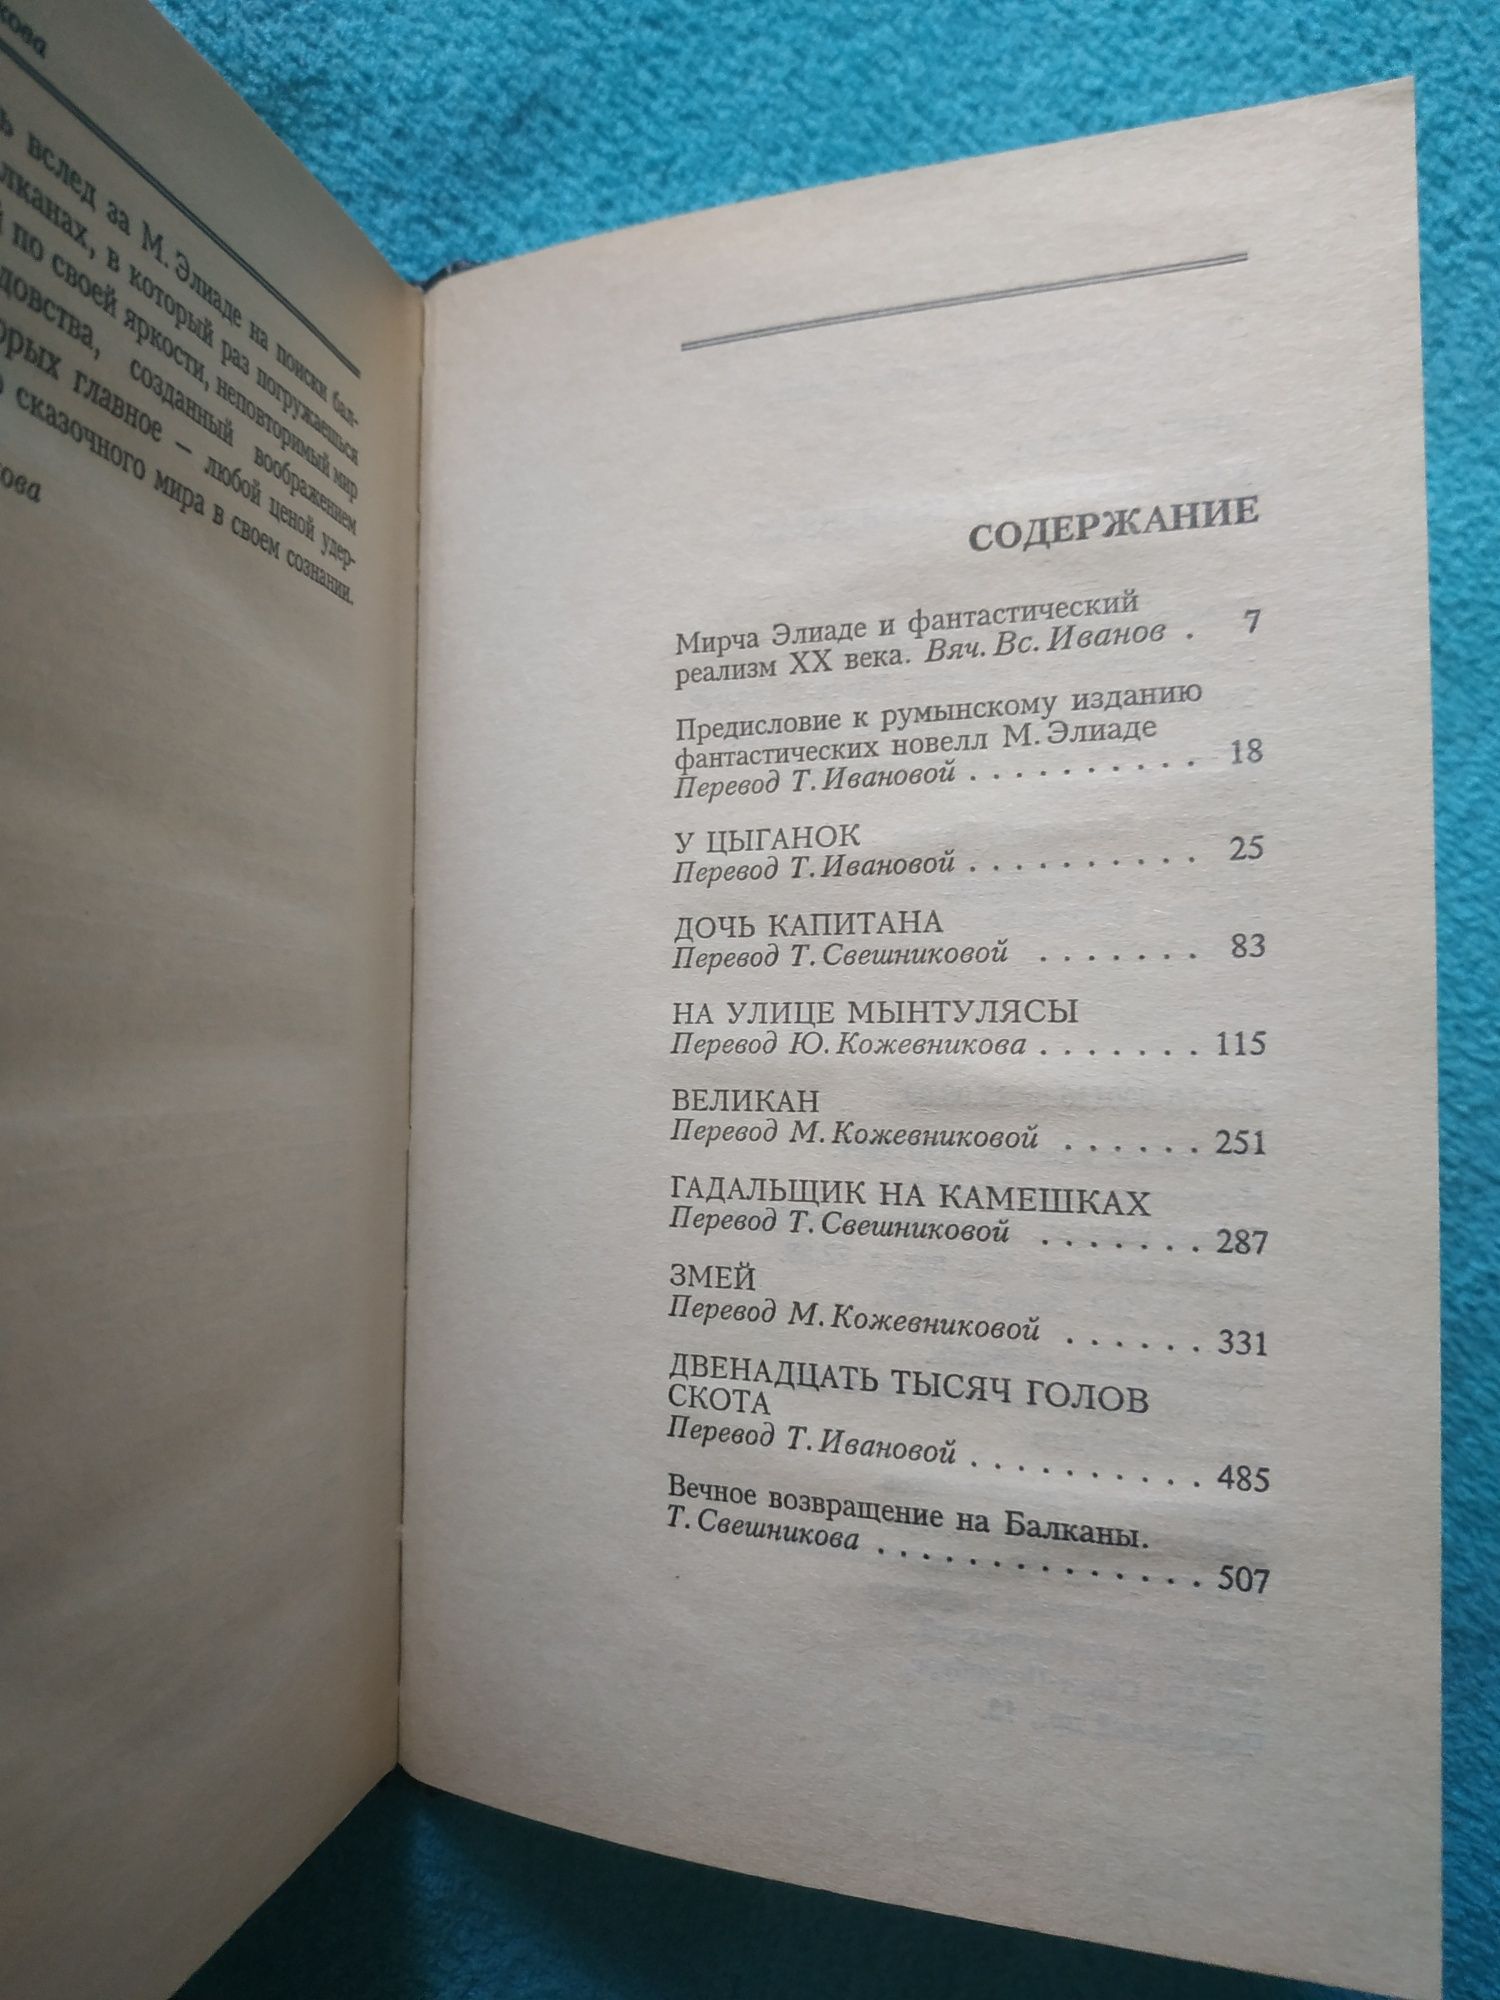 вслед за М. Элиаде на поиски бал-
в который раз погружаешься
по своей яркости, неповторимый мир
созданный воображением
главное — любой ценой удер-
сказочного мира в своем сознании.
СОДЕРЖАНИЕ
Мирча Элиаде и фантастический
реализм XX века. Вяч. Вс. Иванов . 7
Предисловие к румынскому изданию
фантастических новелл М. Элиаде
Перевод Т. Ивановой . . . . . . . . . . 18
У ЦЫГАНОК
Перевод Т. Ивановой . . . . . . . . . . 25
ДОЧЬ КАПИТАНА
Перевод Т. Свешниковой . . . . . . . 83
НА УЛИЦЕ МЫНТУЛЯСЫ
Перевод Ю. Кожевникова . . . . . . . 115
ВЕЛИКАН
Перевод М. Кожевниковой . . . . . . 251
ГАДАЛЬЩИК НА КАМЕШКАХ
Перевод Т. Свешниковой . . . . . . . 287
ЗМЕЙ
Перевод М. Кожевниковой . . . . . . 331
ДВЕНАДЦАТЬ ТЫСЯЧ ГОЛОВ
СКОТА
Перевод Т. Ивановой . . . . . . . . . . 485
Вечное возвращение на Балканы.
Т. Свешникова . . . . . . . . . . . . . . 507